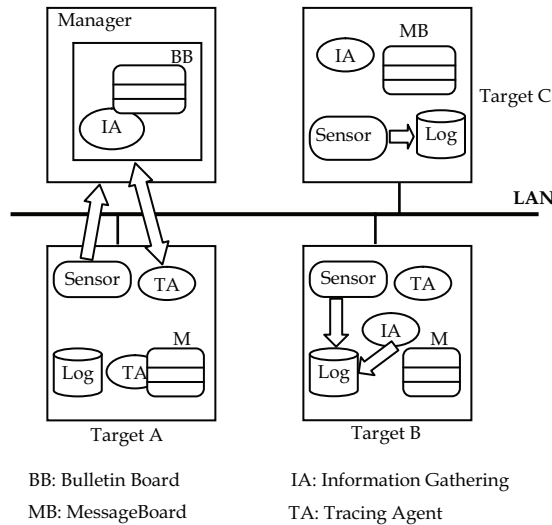 Manager
BB
IA
MB
IA
Target C
Sensor
Log
LAN
Sensor
TA
M
Log
TA
Target A
Sensor
TA
IA
M
Log
Target B
BB: Bulletin Board
IA: Information Gathering
MB: MessageBoard
TA: Tracing Agent